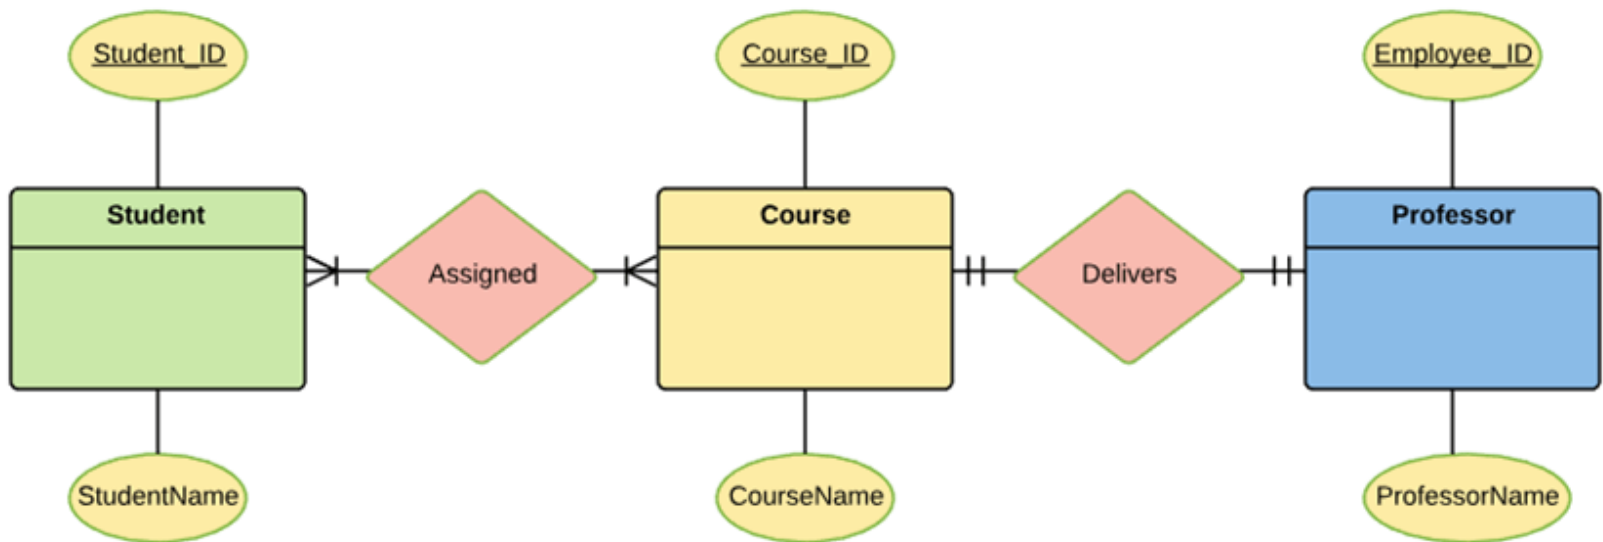 Student_ID
Course_ID
Employee_ID
Student
Course
Professor
Assigned
Delivers
StudentName
CourseName
ProfessorName